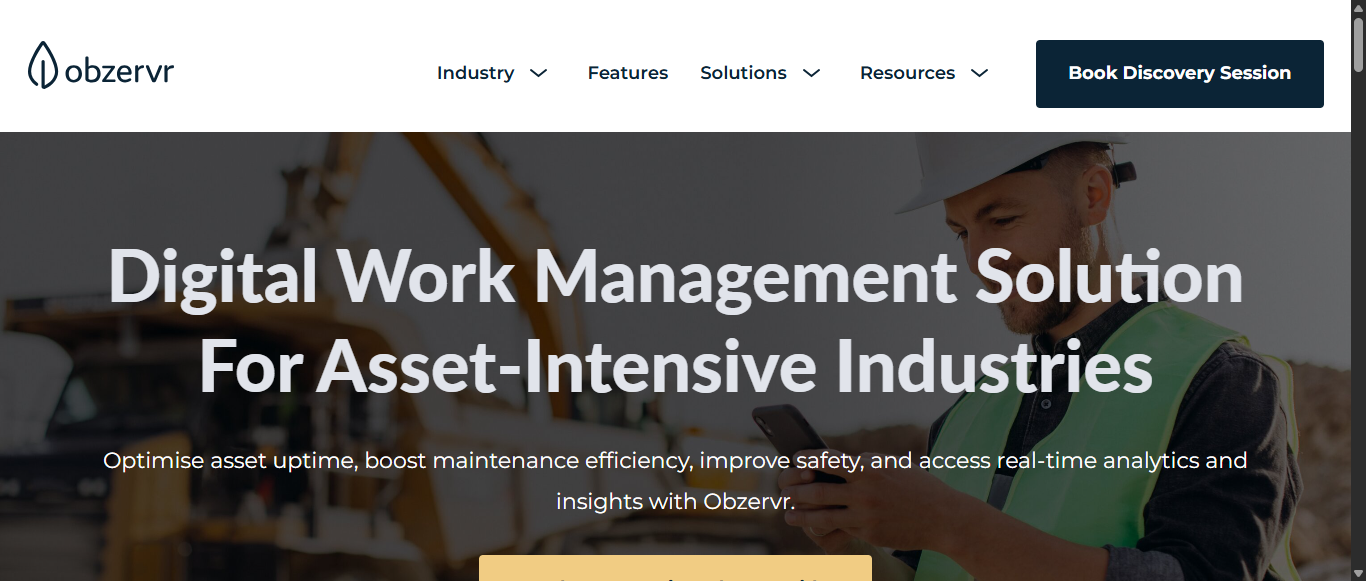 obzervr
Industry
Features
Solutions
Resources
Book Discovery Session
Digital Work Management Solution
For Asset-Intensive Industries
Optimise asset uptime, boost maintenance efficiency, improve safety, and access real-time analytics and
insights with Obzervr.